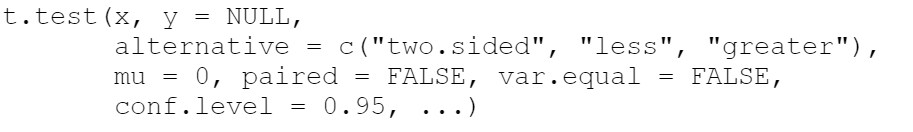 t.test(x, y = NULL,
       alternative = c("two.sided", "less", "greater"),
       mu = 0, paired = FALSE, var.equal = FALSE,
       conf.level = 0.95, ...)